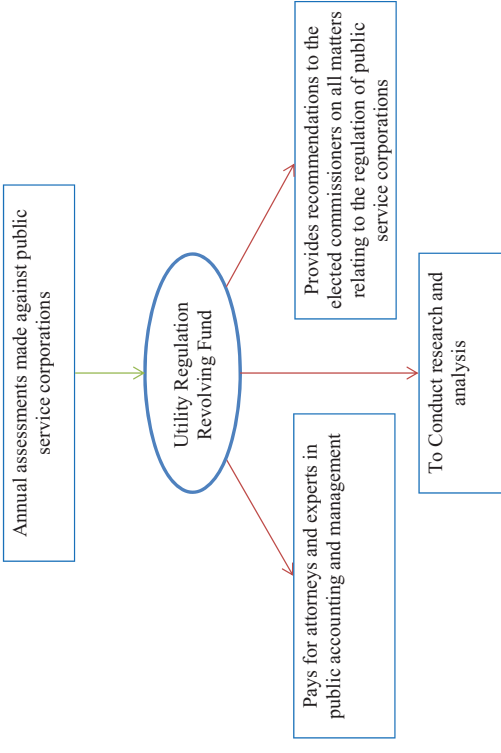 Annual assessments made against public
service corporations
Utility Regulation
Revolving Fund
Pays for attorneys and experts in
public accounting and management
To Conduct research and
analysis
Provides recommendations to the
elected commissioners on all matters
relating to the regulation of public
service corporations